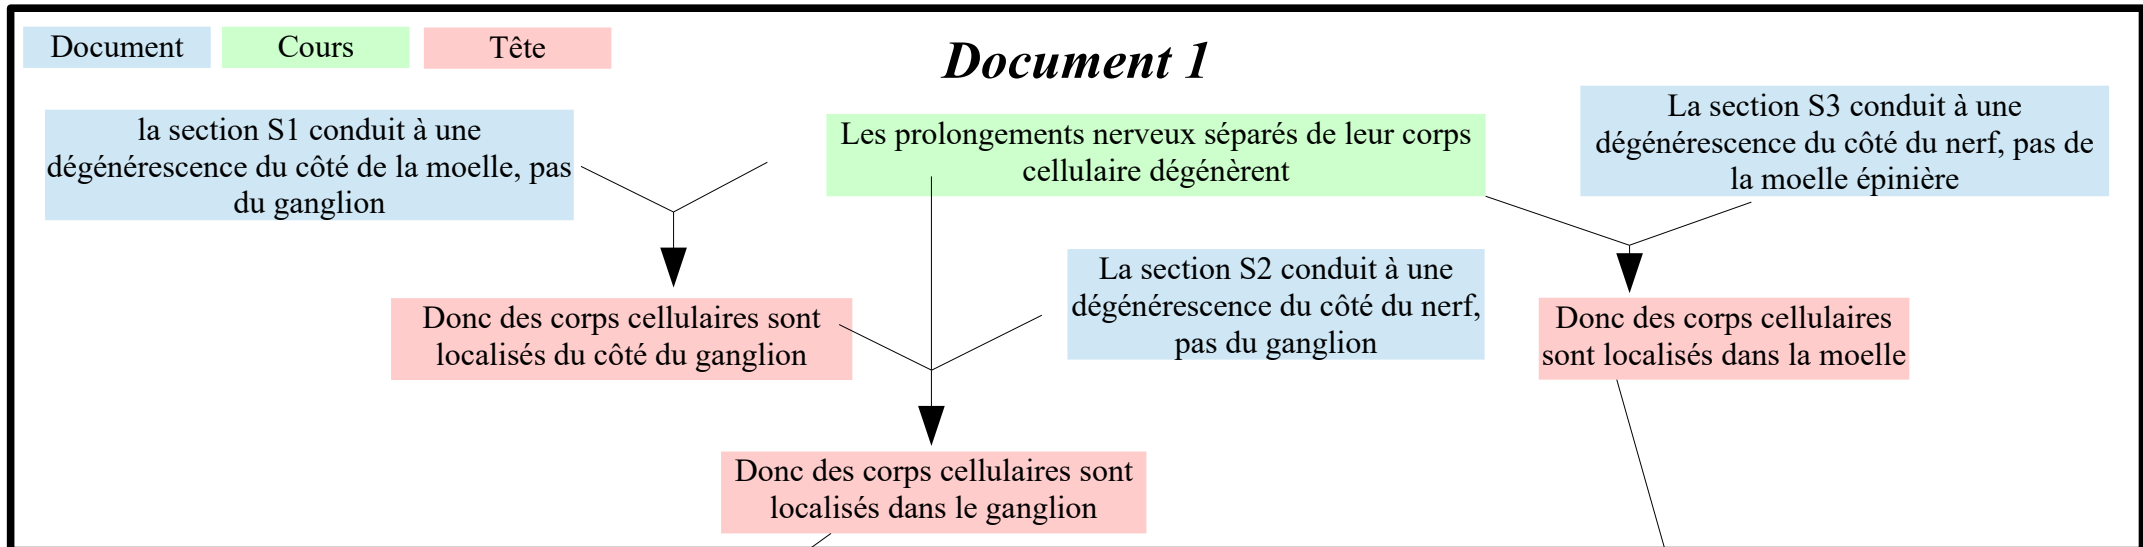 Document
Cours
Tête
Document 1
la section S1 conduit à une
dégénérescence du côté de la moelle, pas
du ganglion
Les prolongements nerveux séparés de leur corps
cellulaire dégénèrent
La section S3 conduit à une
dégénérescence du côté du nerf, pas de
la moelle épinière
La section S2 conduit à une
dégénérescence du côté du nerf,
pas du ganglion
Donc des corps cellulaires sont
localisés du côté du ganglion
Donc des corps cellulaires
sont localisés dans la moelle
Donc des corps cellulaires sont
localisés dans le ganglion